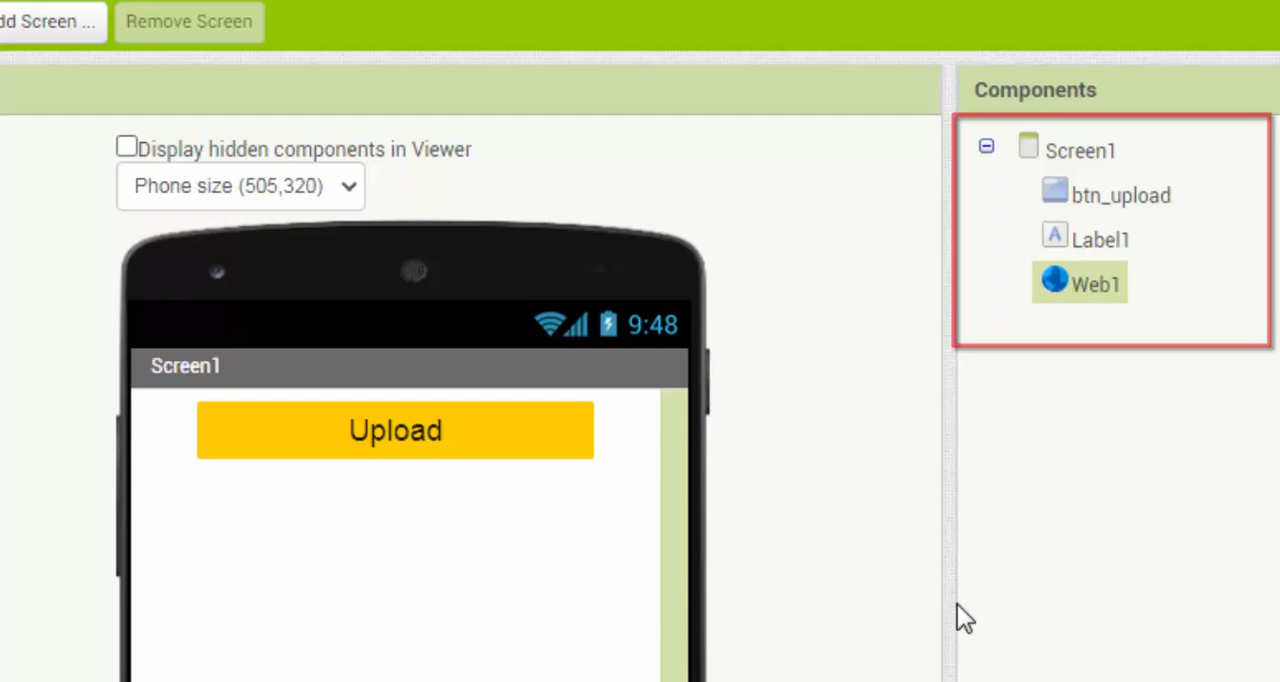 dd Screen ...
Remove Screen
Components
Display hidden components in Viewer
Phone size (505,320)
Screen1
btn_upload
A Label1
Web1
9:48
Screen1
Upload